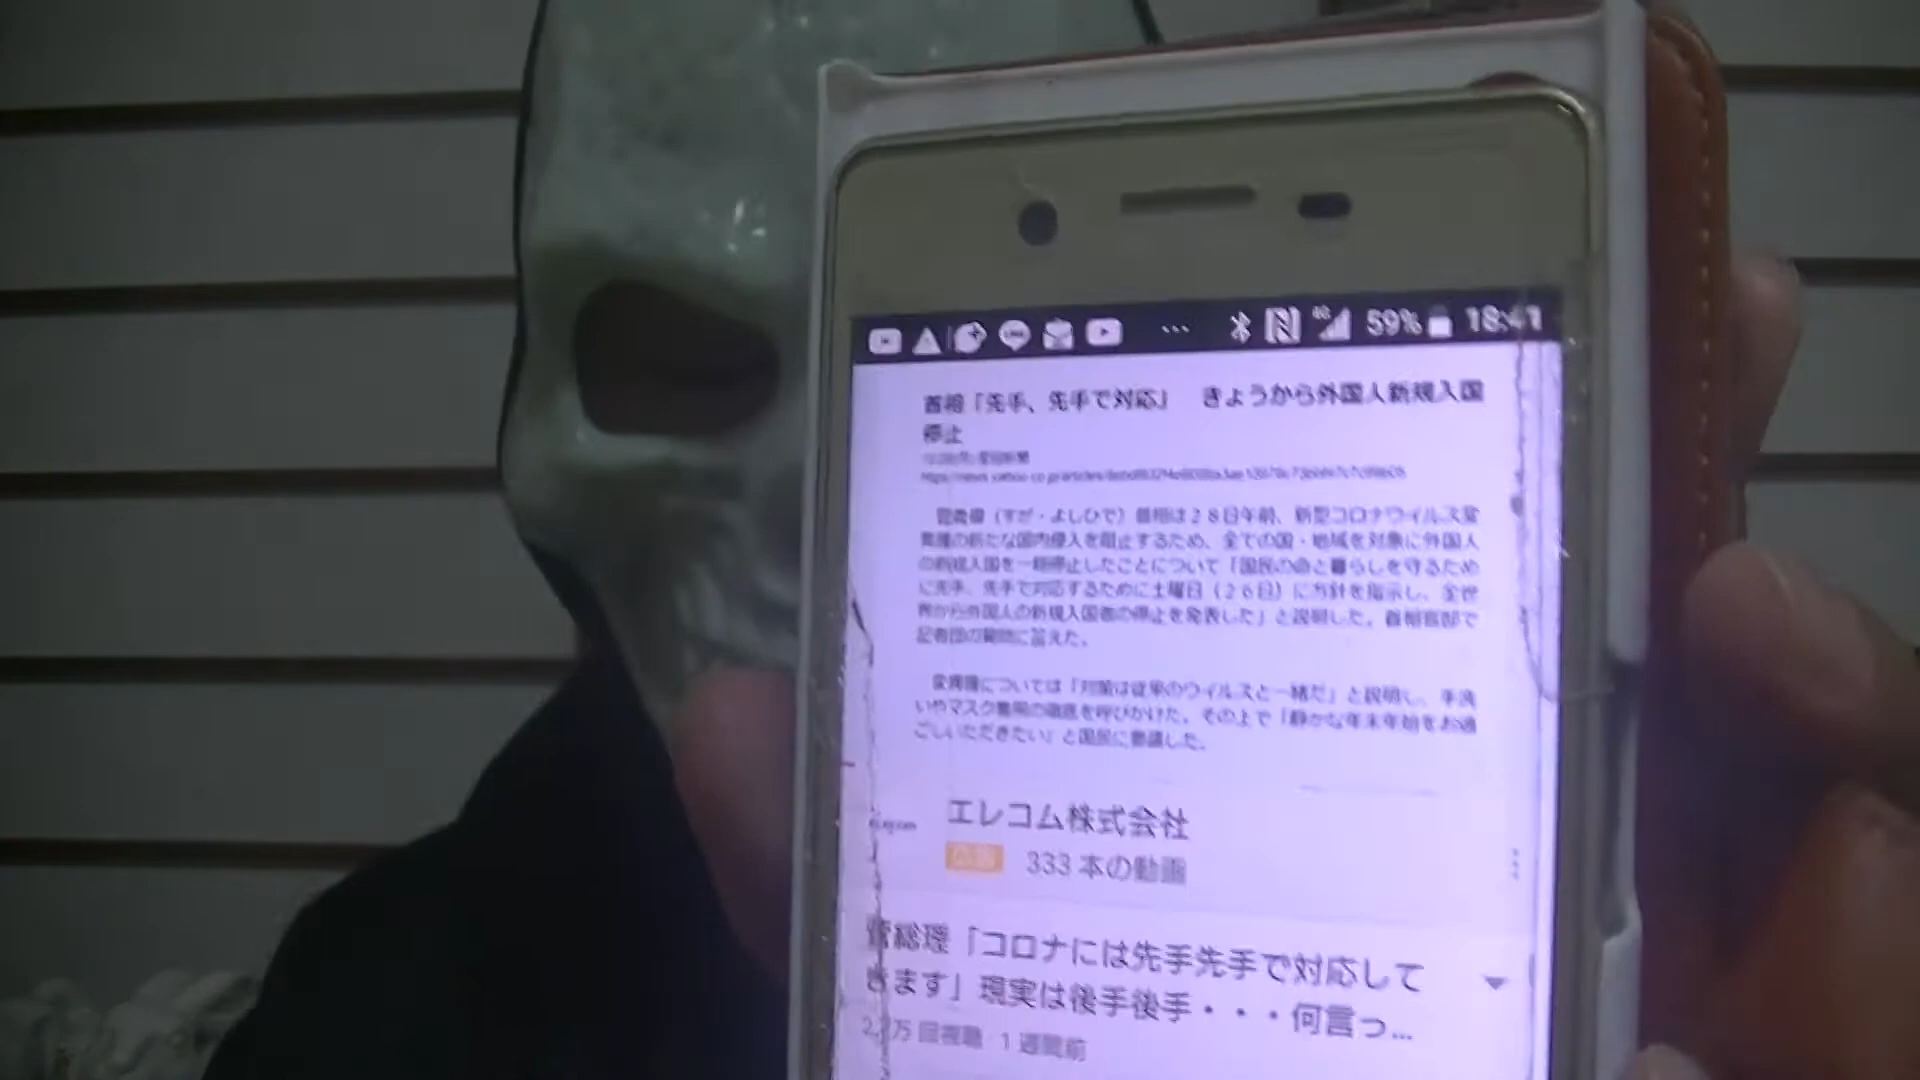 59% 18:41
首相「先手、先手で対応」 きょうから外国人新規入国
停止
菅義偉（すが・よしひで）首相は２８日午前、新型コロナウイルス変
異種の新たな国内侵入を阻止するため、全ての国・地域を対象に外国人
の新規入国を一時停止したことについて「国民の命と暮らしを守るため
に先手、先手で対応するために土曜日（２６日）に方針を指示し、全世
界から外国人の新規入国者の停止を発表した」と説明した。首相官邸で
記者団の質問に答えた。
変異種については「対策は従来のウイルスと一緒だ」と説明し、手洗
いやマスク着用の徹底を呼びかけた。その上で「静かな年末年始をお過
ごしいただきたい」と国民に要請した。
エレコム株式会社
広告 333 本の動画
菅総理「コロナには先手先手で対応して
きます」現実は後手後手・・・何言っ...
万 回視聴 1 週間前